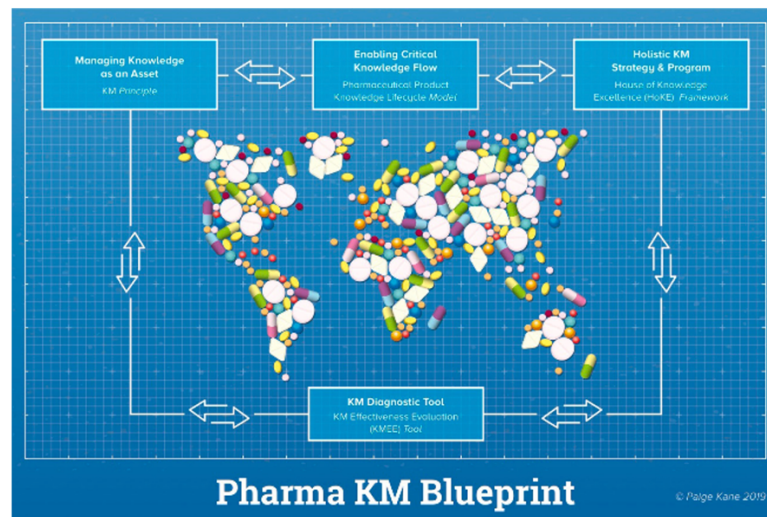 Managing Knowledge
as an Asset
KM Principle
Enabling Critical
Knowledge Flow
Pharmaceutical Product
Knowledge Lifecycle Model
Holistic KM
Strategy & Program
House of Knowledge
Excellence (HoKE) Framework
KM Diagnostic Tool
KM Effectiveness Evaluation
(KMEE) Tool
Pharma KM Blueprint
© Paige Kane 2019